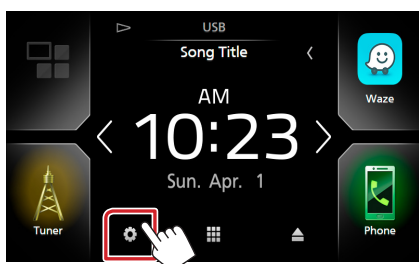 USB
Song Title
Waze
AM
10:23
Sun. Apr. 1
Tuner
Phone